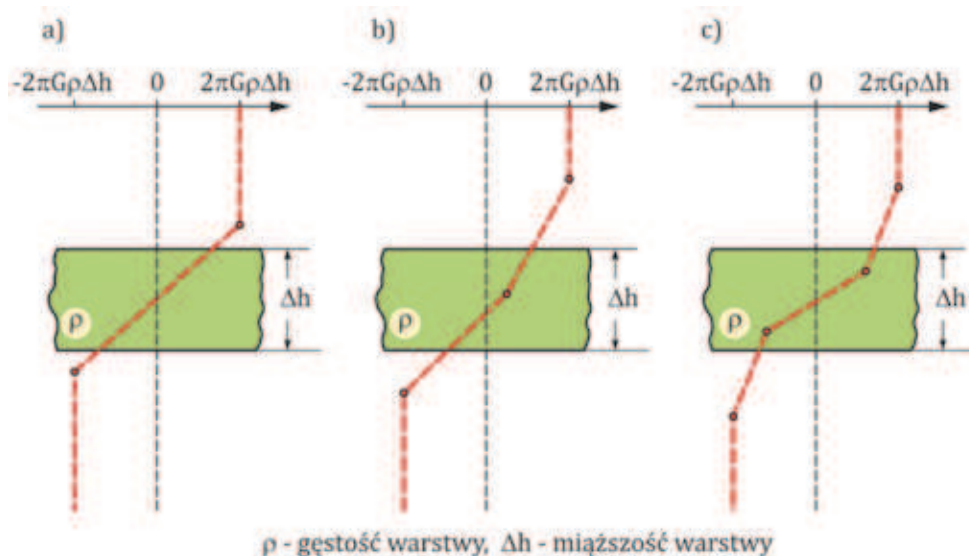 a) b) c)
-2πGρΔh 0 2πGρΔh -2πGρΔh 0 2πGρΔh -2πGρΔh 0 2πGρΔh
Δh Δh Δh
ρ ρ ρ
ρ - gęstość warstwy, Δh - miąższość warstwy